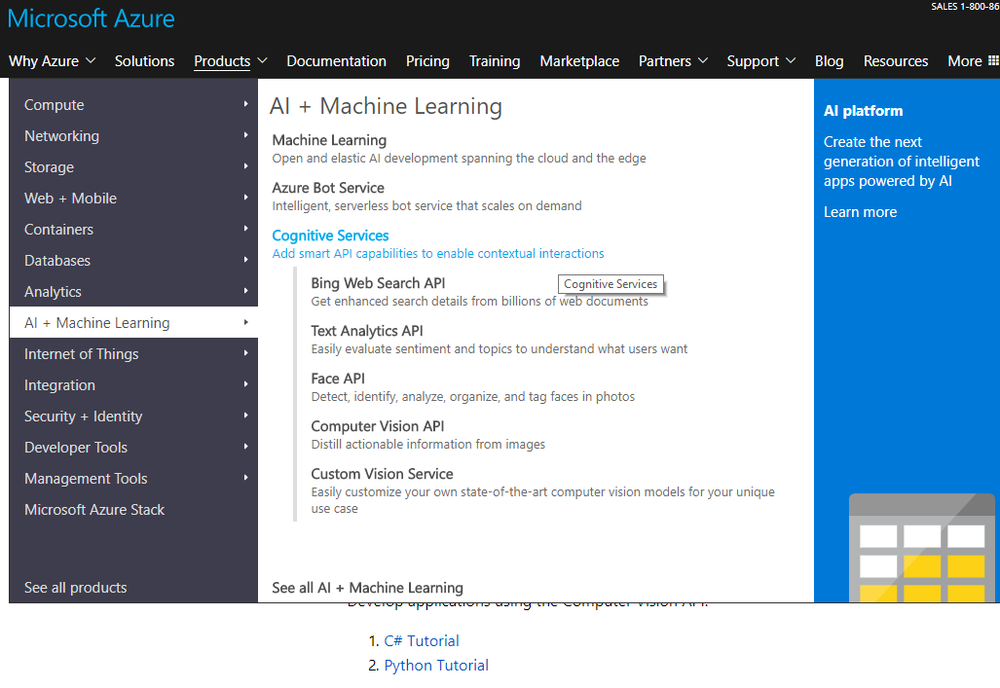 Microsoft Azure
SALES 1-800-86
Why Azure
Solutions
Products
Documentation
Pricing
Training
Marketplace
Partners
Support
Blog
Resources
More
Compute
Networking
Storage
Web + Mobile
Containers
Databases
Analytics
AI + Machine Learning
Internet of Things
Integration
Security + Identity
Developer Tools
Management Tools
Microsoft Azure Stack
See all products
AI + Machine Learning
Machine Learning
Open and elastic AI development spanning the cloud and the edge
Azure Bot Service
Intelligent, serverless bot service that scales on demand
Cognitive Services
Add smart API capabilities to enable contextual interactions
Bing Web Search API
Cognitive Services
Get enhanced search details from billions of web documents
Text Analytics API
Easily evaluate sentiment and topics to understand what users want
Face API
Detect, identify, analyze, organize, and tag faces in photos
Computer Vision API
Distill actionable information from images
Custom Vision Service
Easily customize your own state-of-the-art computer vision models for your unique
use case
See all AI + Machine Learning
AI platform
Create the next
generation of intelligent
apps powered by AI
Learn more
Develop applications using the Computer Vision API.
1. C# Tutorial
2. Python Tutorial